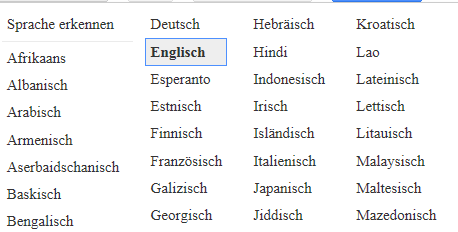 Sprache erkennen
Afrikaans
Albanisch
Arabisch
Armenisch
Aserbaidschanisch
Baskisch
Bengalisch
Deutsch
Englisch
Esperanto
Estnisch
Finnisch
Französisch
Galizisch
Georgisch
Hebräisch
Hindi
Indonesisch
Irisch
Isländisch
Italienisch
Japanisch
Jiddisch
Kroatisch
Lao
Lateinisch
Lettisch
Litauisch
Malaysisch
Maltesisch
Mazedonisch